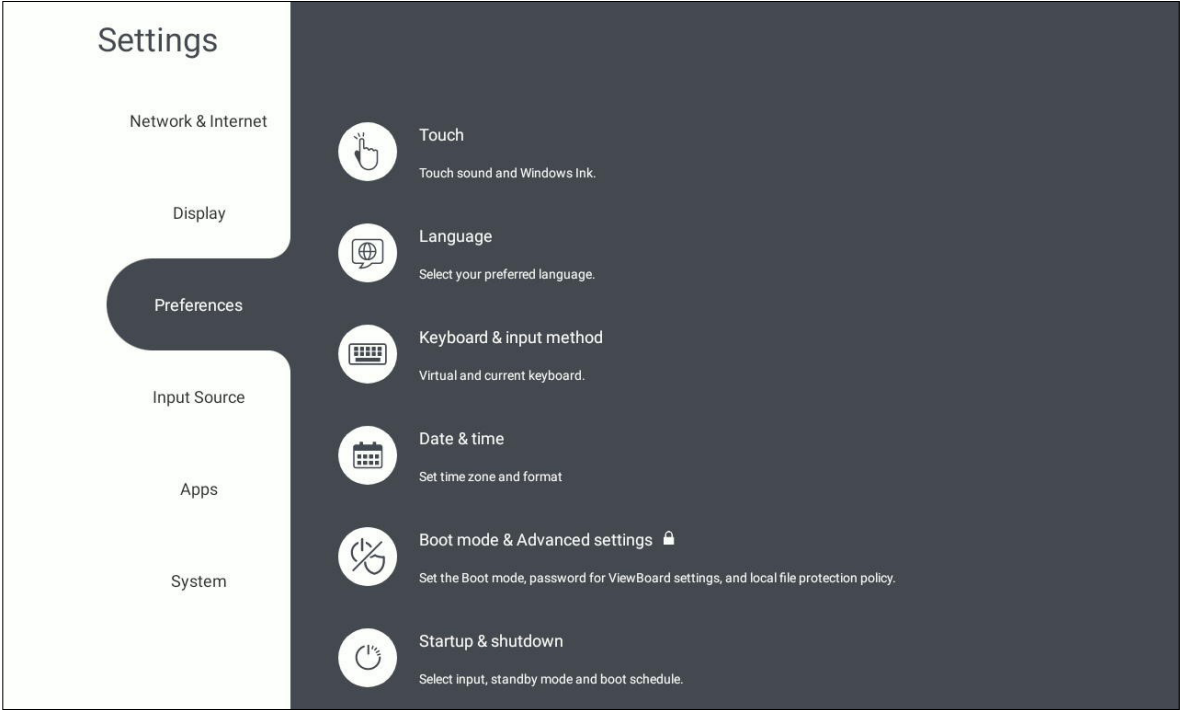 Settings
Network & Internet
Display
Preferences
Input Source
Apps
System
Touch
Touch sound and Windows Ink.
Language
Select your preferred language.
Keyboard & input method
Virtual and current keyboard.
Date & time
Set time zone and format
Boot mode & Advanced settings
Set the Boot mode, password for ViewBoard settings, and local file protection policy.
Startup & shutdown
Select input, standby mode and boot schedule.